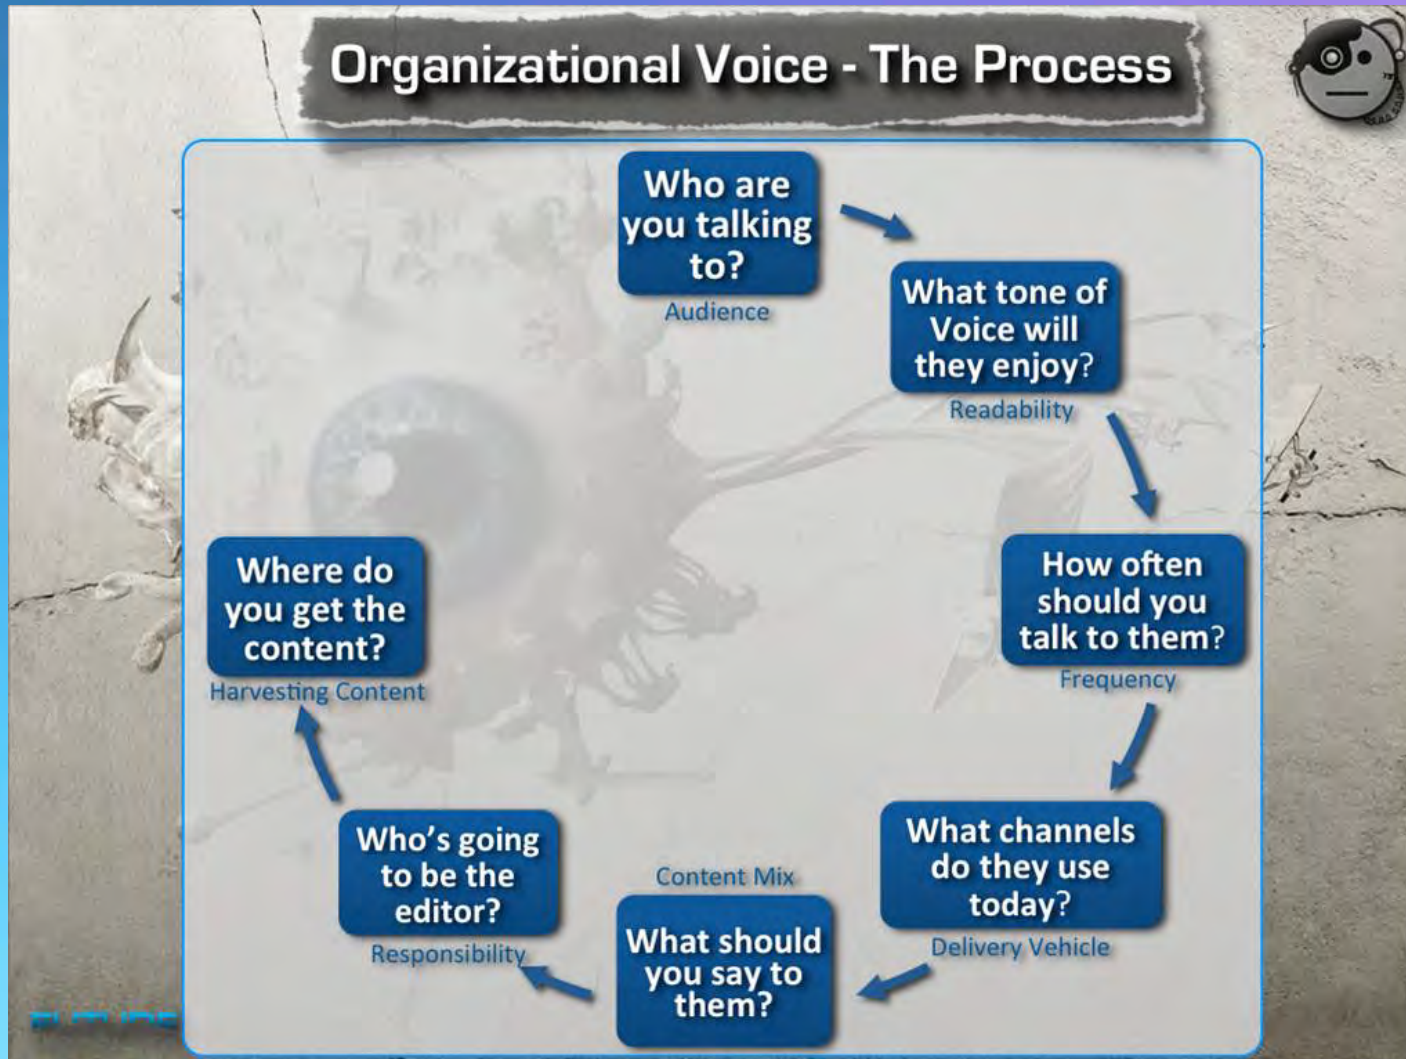 Organizational Voice - The Process
Who are
you talking
to?
Audience
What tone of
Voice will
they enjoy?
Readability
How often
should you
talk to them?
Frequency
What channels
do they use
today?
Delivery Vehicle
Content Mix
What should
you say to
them?
Who's going
to be the
editor?
Responsibility
Where do
you get the
content?
Harvesting Content
FUTURE